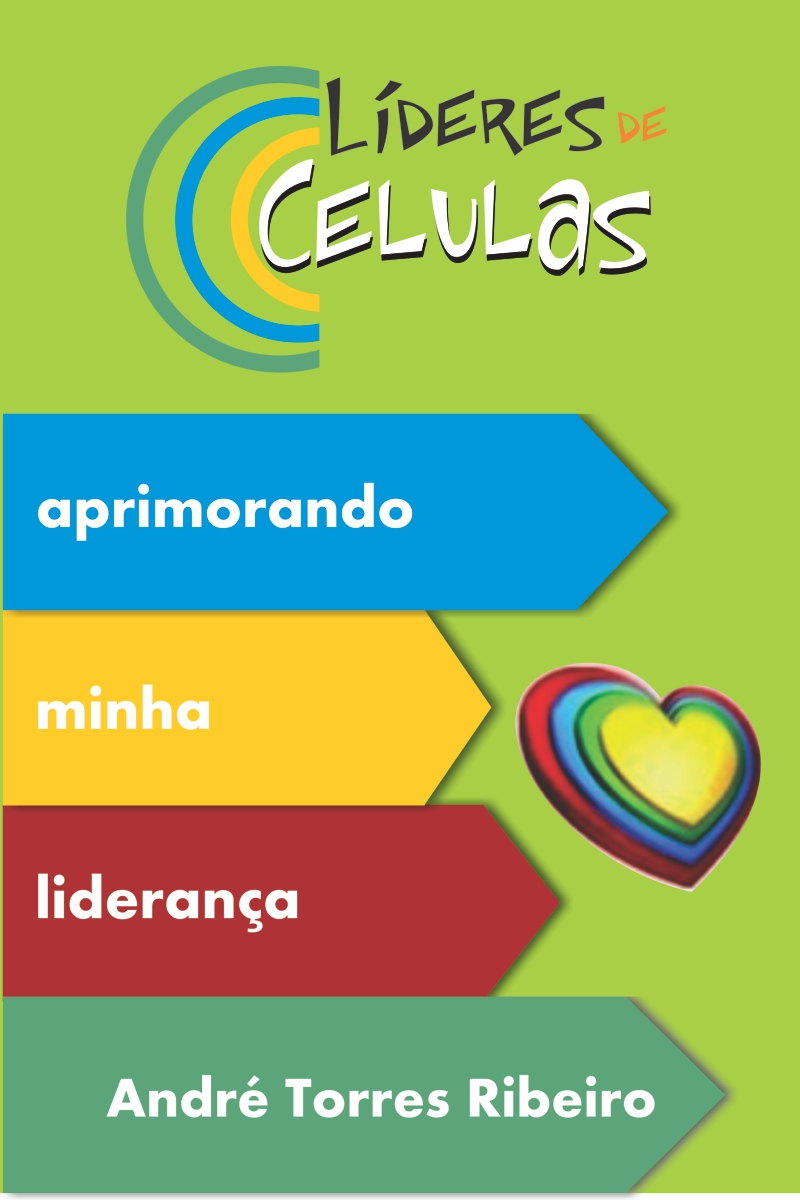 LÍDERES DE
CELULAS
aprimorando
minha
liderança
André Torres Ribeiro